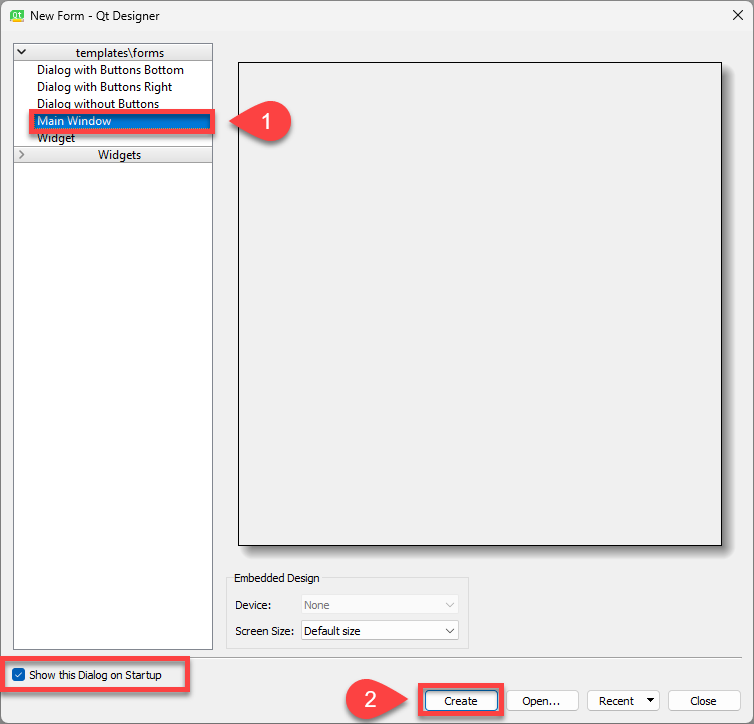 New Form - Qt Designer
templates\forms
Dialog with Buttons Bottom
Dialog with Buttons Right
Dialog without Buttons
Main Window
1
Widget
Widgets
Embedded Design
Device: None
Screen Size: Default size
Show this Dialog on Startup
2
Create Open... Recent Close